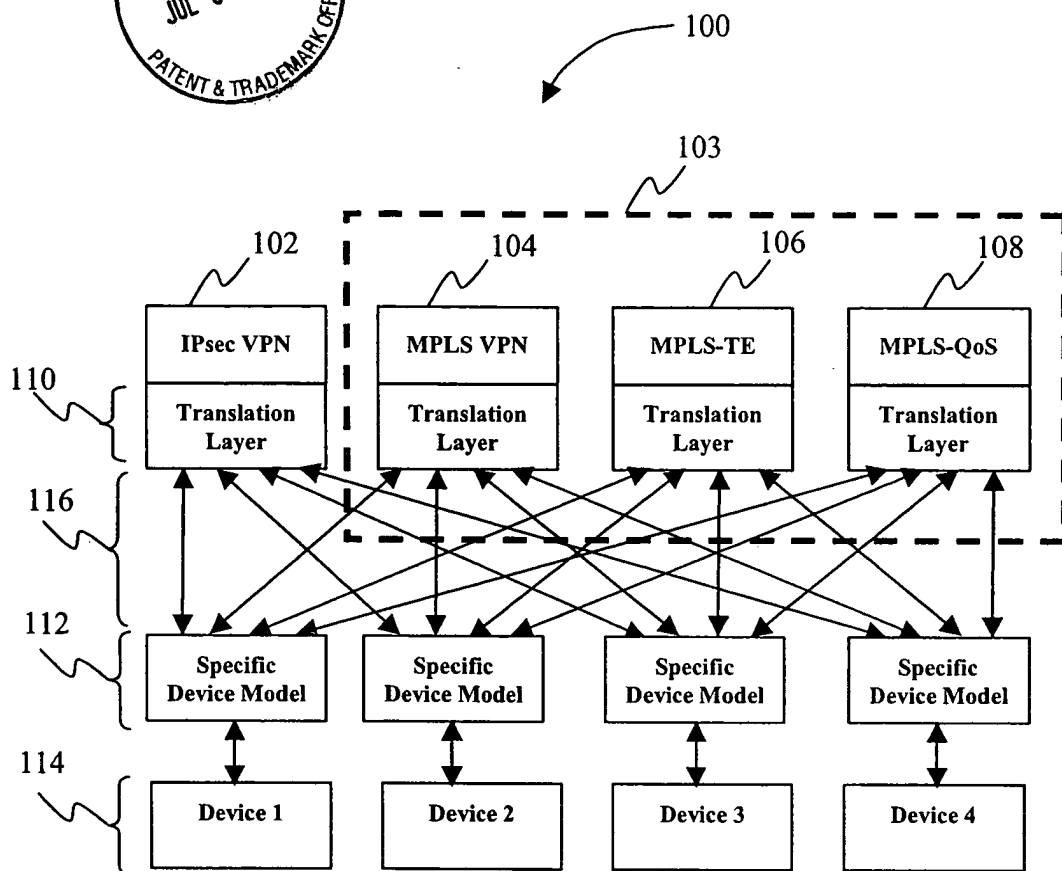 JUL
PATENT & TRADEMARK
100
103
102
104
106
108
IPsec VPN
MPLS VPN
MPLS-TE
MPLS-QoS
110
Translation
Layer
Translation
Layer
Translation
Layer
Translation
Layer
116
112
Specific
Device Model
Specific
Device Model
Specific
Device Model
Specific
Device Model
114
Device 1
Device 2
Device 3
Device 4